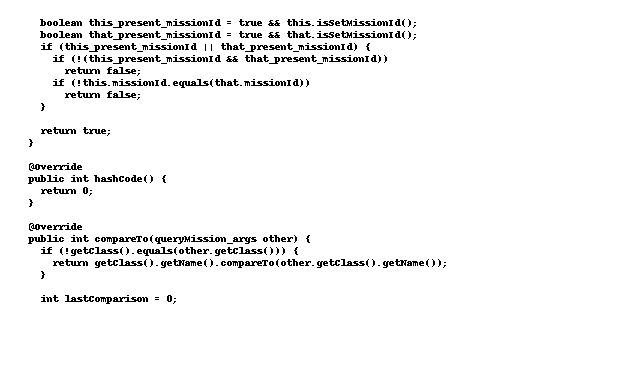 boolean this_present_missionId = true && this.isSetMissionId();
boolean that_present_missionId = true && that.isSetMissionId();
if (this_present_missionId || that_present_missionId) {
if (!(this_present_missionId && that_present_missionId))
return false;
if (!this.missionId.equals(that.missionId))
return false;
}
return true;
}
@Override
public int hashCode() {
return 0;
}
@Override
public int compareTo(queryMission_args other) {
if (!getClass().equals(other.getClass())) {
return getClass().getName().compareTo(other.getClass().getName());
}
int lastComparison = 0;